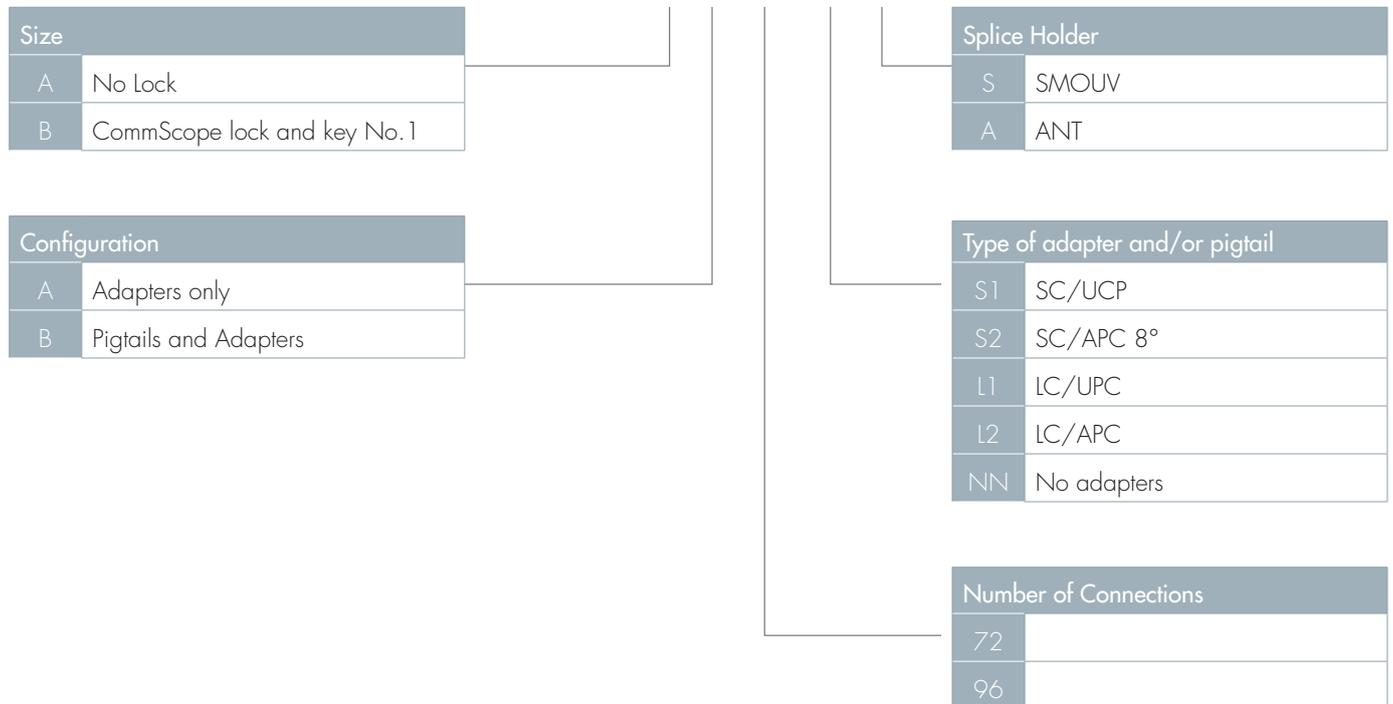 Size
A No Lock
B CommScope lock and key No.1
Configuration
A Adapters only
B Pigtails and Adapters
Splice Holder
S SMOUV
A ANT
Type of adapter and/or pigtail
S1 SC/UCP
S2 SC/APC 8°
L1 LC/UPC
L2 LC/APC
NN No adapters
Number of Connections
72
96